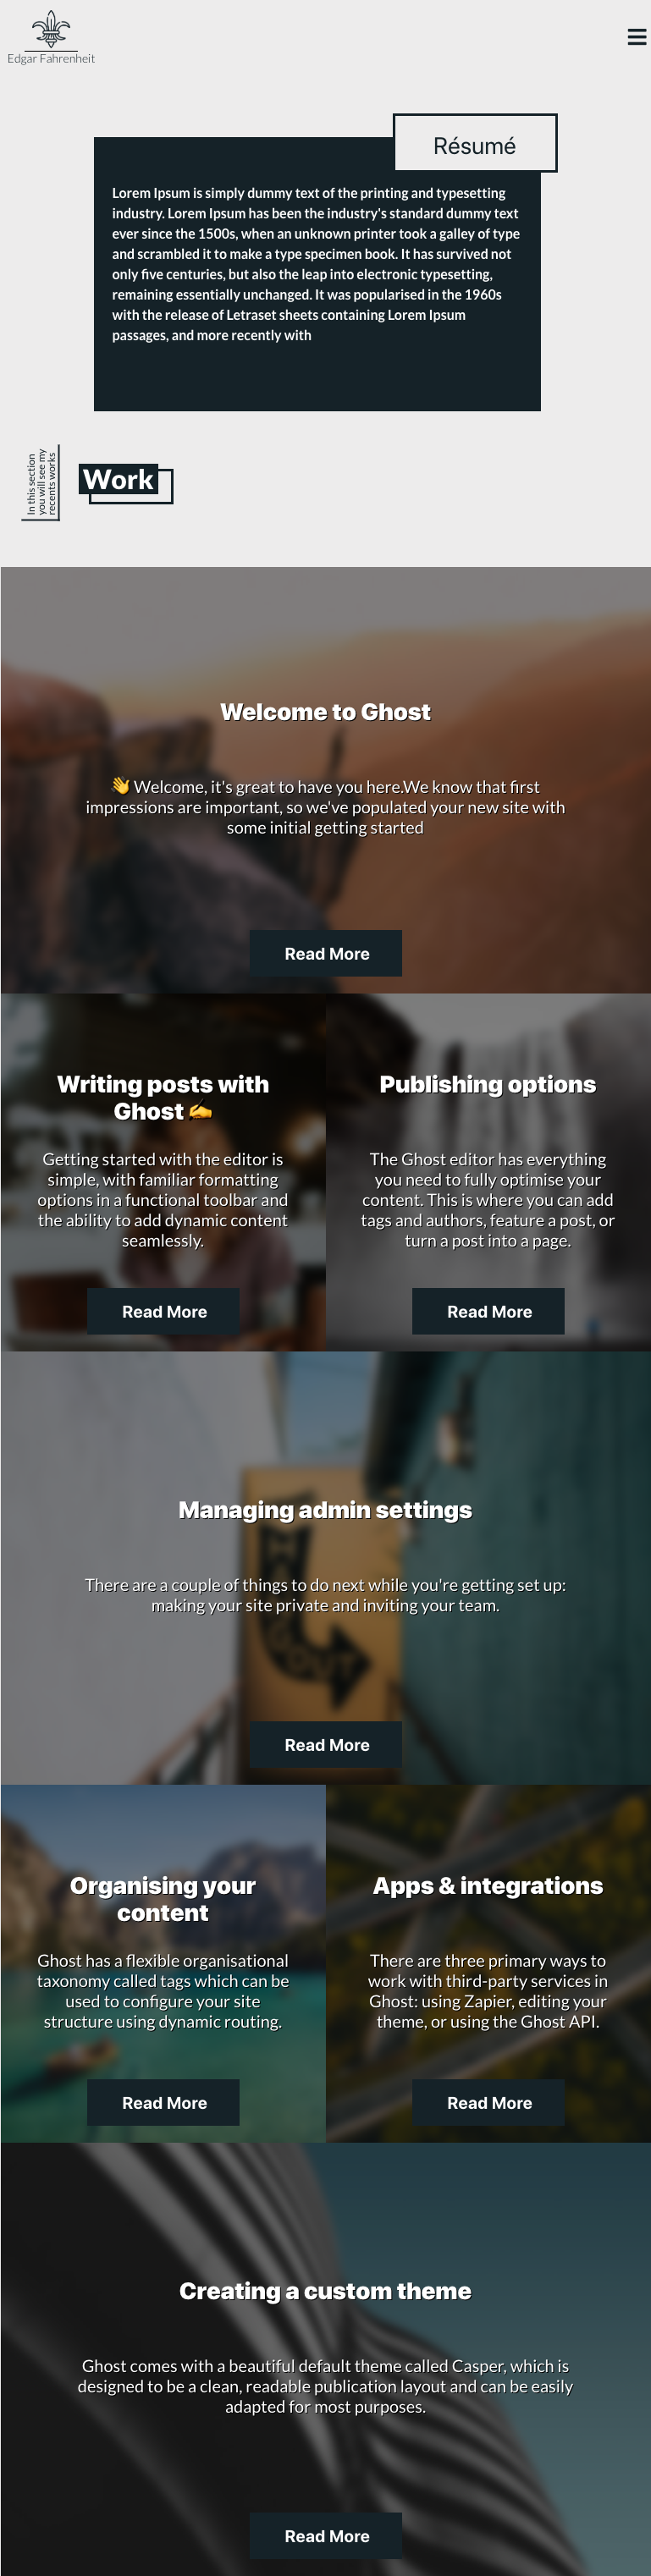 Edgar Fahrenheit
Résumé
Lorem Ipsum is simply dummy text of the printing and typesetting
industry. Lorem Ipsum has been the industry's standard dummy text
ever since the 1500s, when an unknown printer took a galley of type
and scrambled it to make a type specimen book. It has survived not
only five centuries, but also the leap into electronic typesetting,
remaining essentially unchanged. It was popularised in the 1960s
with the release of Letraset sheets containing Lorem Ipsum
passages, and more recently with
In this section
you will see my
recents works
Work
Welcome to Ghost
👋 Welcome, it's great to have you here.We know that first
impressions are important, so we've populated your new site with
some initial getting started
Read More
Writing posts with
Ghost ✍️
Getting started with the editor is
simple, with familiar formatting
options in a functional toolbar and
the ability to add dynamic content
seamlessly.
Read More
Publishing options
The Ghost editor has everything
you need to fully optimise your
content. This is where you can add
tags and authors, feature a post, or
turn a post into a page.
Read More
Managing admin settings
There are a couple of things to do next while you're getting set up:
making your site private and inviting your team.
Read More
Organising your
content
Ghost has a flexible organisational
taxonomy called tags which can be
used to configure your site
structure using dynamic routing.
Read More
Apps & integrations
There are three primary ways to
work with third-party services in
Ghost: using Zapier, editing your
theme, or using the Ghost API.
Read More
Creating a custom theme
Ghost comes with a beautiful default theme called Casper, which is
designed to be a clean, readable publication layout and can be easily
adapted for most purposes.
Read More